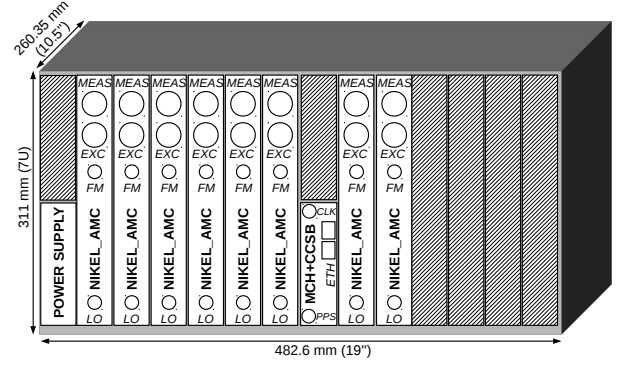 260.35 mm
(10.5")
311 mm (7U)
POWER SUPPLY
MEAS
EXC
FM
NIKEL_AMC
LO
MEAS
EXC
FM
NIKEL_AMC
LO
MEAS
EXC
FM
NIKEL_AMC
LO
MEAS
EXC
FM
NIKEL_AMC
LO
MEAS
EXC
FM
NIKEL_AMC
LO
MEAS
EXC
FM
NIKEL_AMC
LO
CLK
MCH+CCSB
ETH
PPS
MEAS
EXC
FM
NIKEL_AMC
LO
MEAS
EXC
FM
NIKEL_AMC
LO
482.6 mm (19")